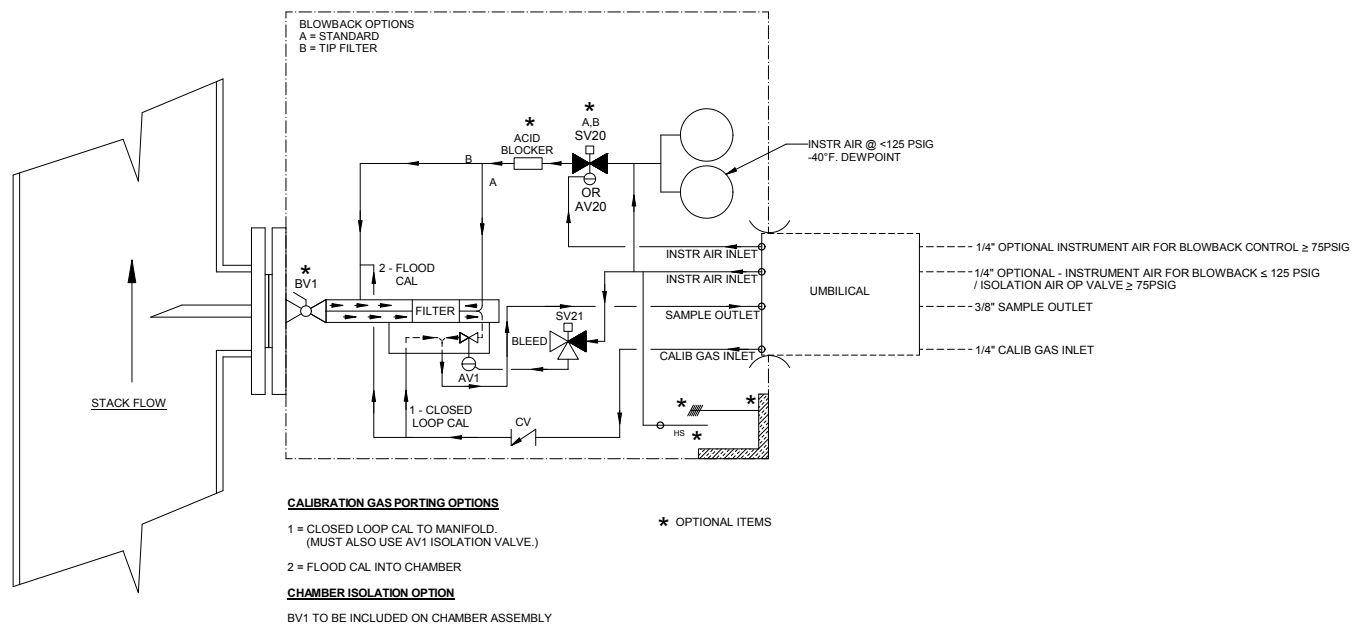 BLOWBACK OPTIONS
A = STANDARD
B = TIP FILTER
*
ACID
BLOCKER
*
A,B
SV20
OR
AV20
B
A
INSTR AIR @ <125 PSIG
-40°F. DEWPOINT
INSTR AIR INLET
1/4" OPTIONAL INSTRUMENT AIR FOR BLOWBACK CONTROL ≥ 75PSIG
INSTR AIR INLET
1/4" OPTIONAL - INSTRUMENT AIR FOR BLOWBACK ≤ 125 PSIG
/ ISOLATION AIR OP VALVE ≥ 75PSIG
UMBILICAL
SAMPLE OUTLET
3/8" SAMPLE OUTLET
CALIB GAS INLET
1/4" CALIB GAS INLET
2 - FLOOD
CAL
*
BV1
FILTER
SV21
BLEED
AV1
STACK FLOW
1 - CLOSED
LOOP CAL
CV
*
*
HS *
CALIBRATION GAS PORTING OPTIONS
1 = CLOSED LOOP CAL TO MANIFOLD.
(MUST ALSO USE AV1 ISOLATION VALVE.)
2 = FLOOD CAL INTO CHAMBER
* OPTIONAL ITEMS
CHAMBER ISOLATION OPTION
BV1 TO BE INCLUDED ON CHAMBER ASSEMBLY